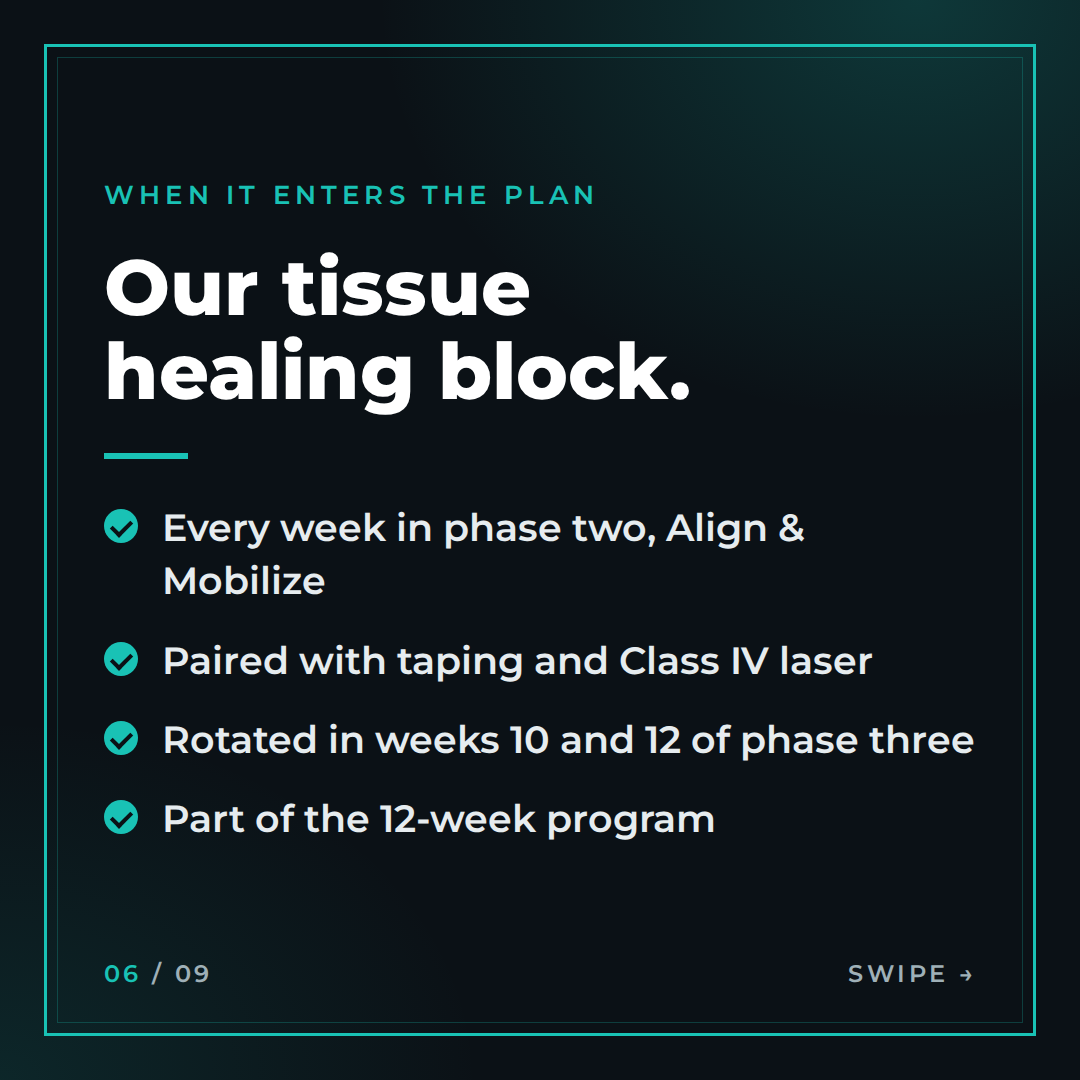 WHEN IT ENTERS THE PLAN
Our tissue
healing block.
Every week in phase two, Align &
Mobilize
Paired with taping and Class IV laser
Rotated in weeks 10 and 12 of phase three
Part of the 12-week program
06 / 09
SWIPE →